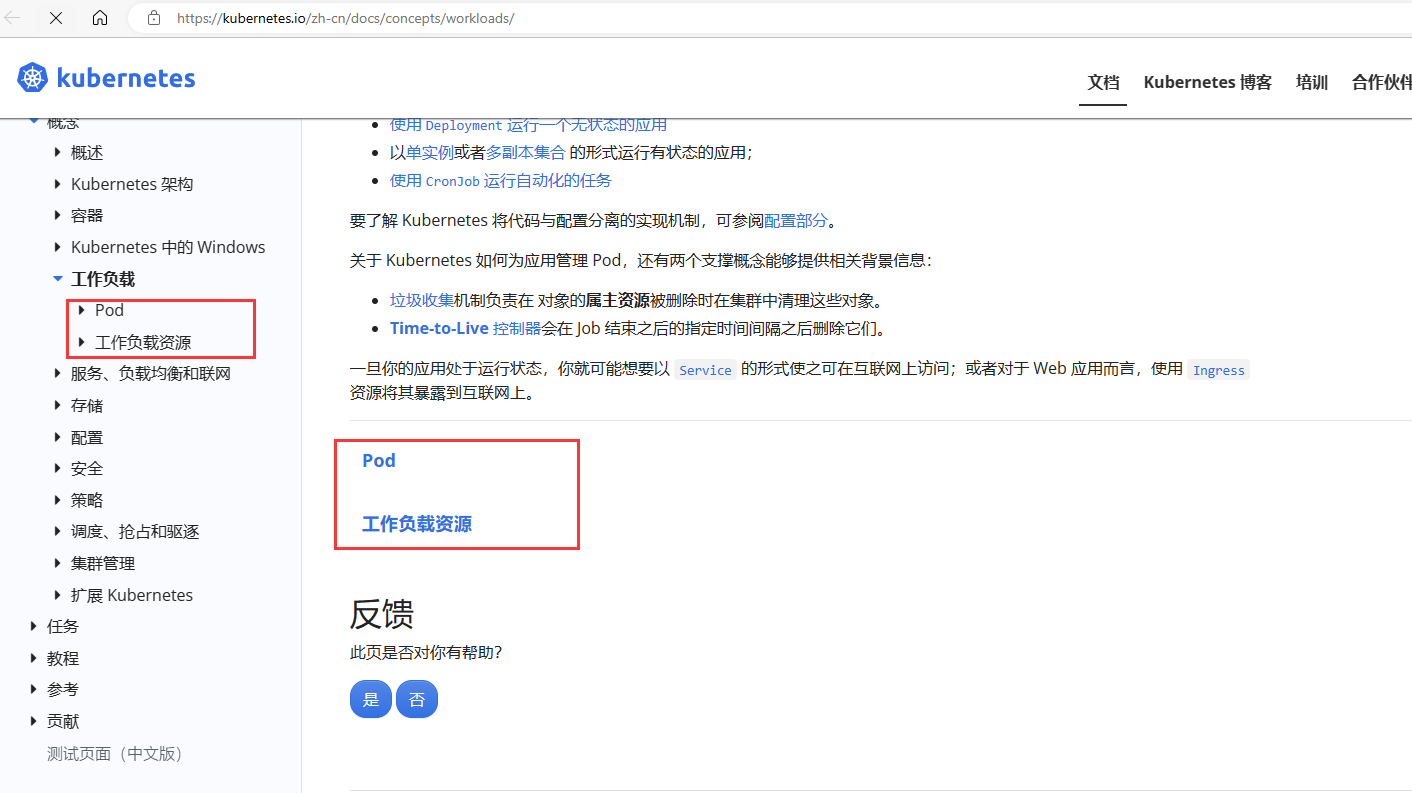 https://kubernetes.io/zh-cn/docs/concepts/workloads/
kubernetes
文档
Kubernetes 博客
培训
合作伙伴
概念
概述
Kubernetes 架构
容器
Kubernetes 中的 Windows
工作负载
Pod
工作负载资源
服务、负载均衡和联网
存储
配置
安全
策略
调度、抢占和驱逐
集群管理
扩展 Kubernetes
任务
教程
参考
贡献
测试页面（中文版）
使用 Deployment 运行一个无状态的应用
以单实例或者多副本集合 的形式运行有状态的应用；
使用 CronJob 运行自动化的任务
要了解 Kubernetes 将代码与配置分离的实现机制，可参阅配置部分。
关于 Kubernetes 如何为应用管理 Pod，还有两个支撑概念能够提供相关背景信息：
垃圾收集机制负责在 对象的属主资源被删除时在集群中清理这些对象。
Time-to-Live 控制器会在 Job 结束之后的指定时间间隔之后删除它们。
一旦你的应用处于运行状态，你就可能想要以 Service 的形式使之可在互联网上访问；或者对于 Web 应用而言，使用 Ingress
资源将其暴露到互联网上。
Pod
工作负载资源
反馈
此页是否对你有帮助？
是
否